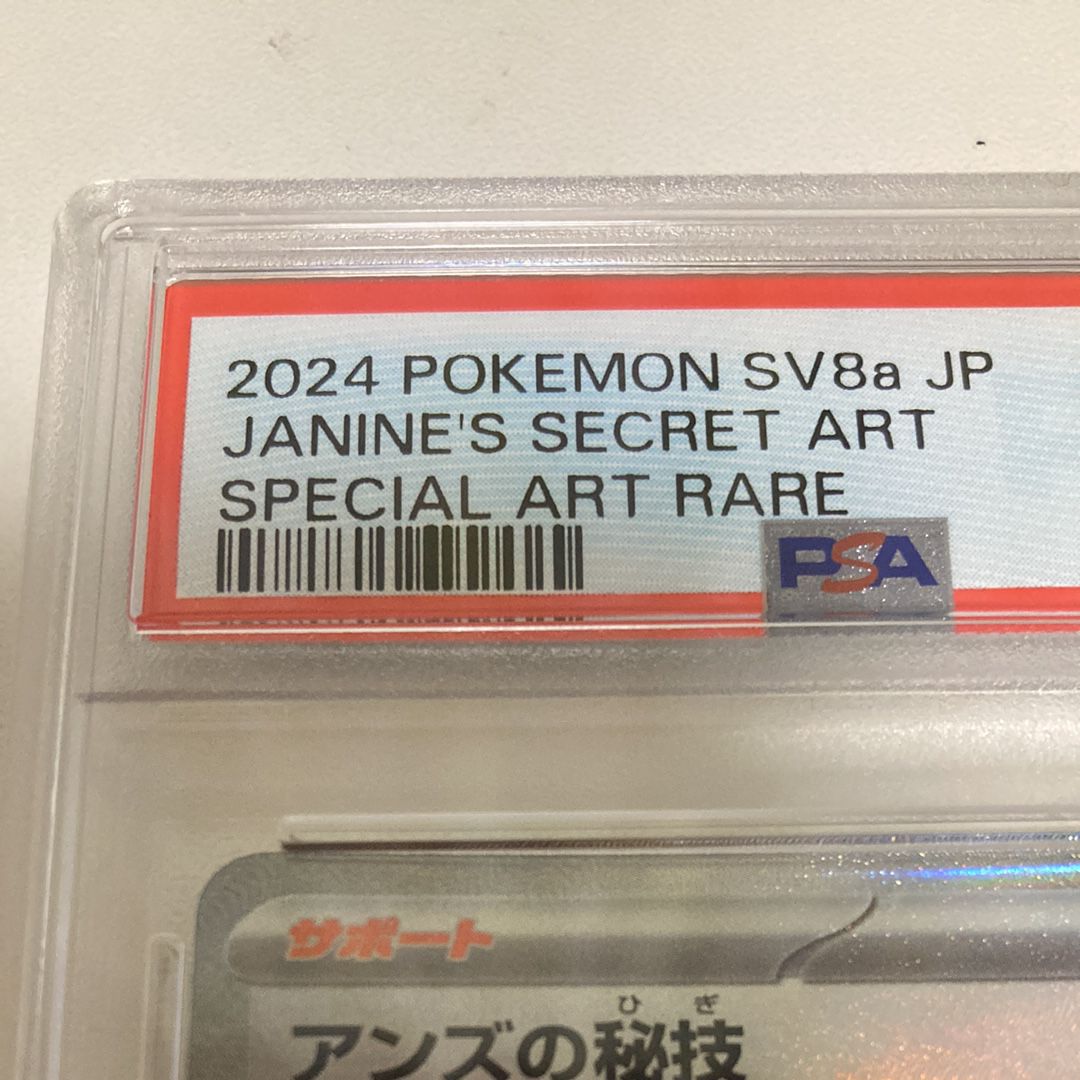 2024 POKEMON SV8a JP
JANINE'S SECRET ART
SPECIAL ART RARE
PSA
サポート
ひ ぎ
アンズの秘技